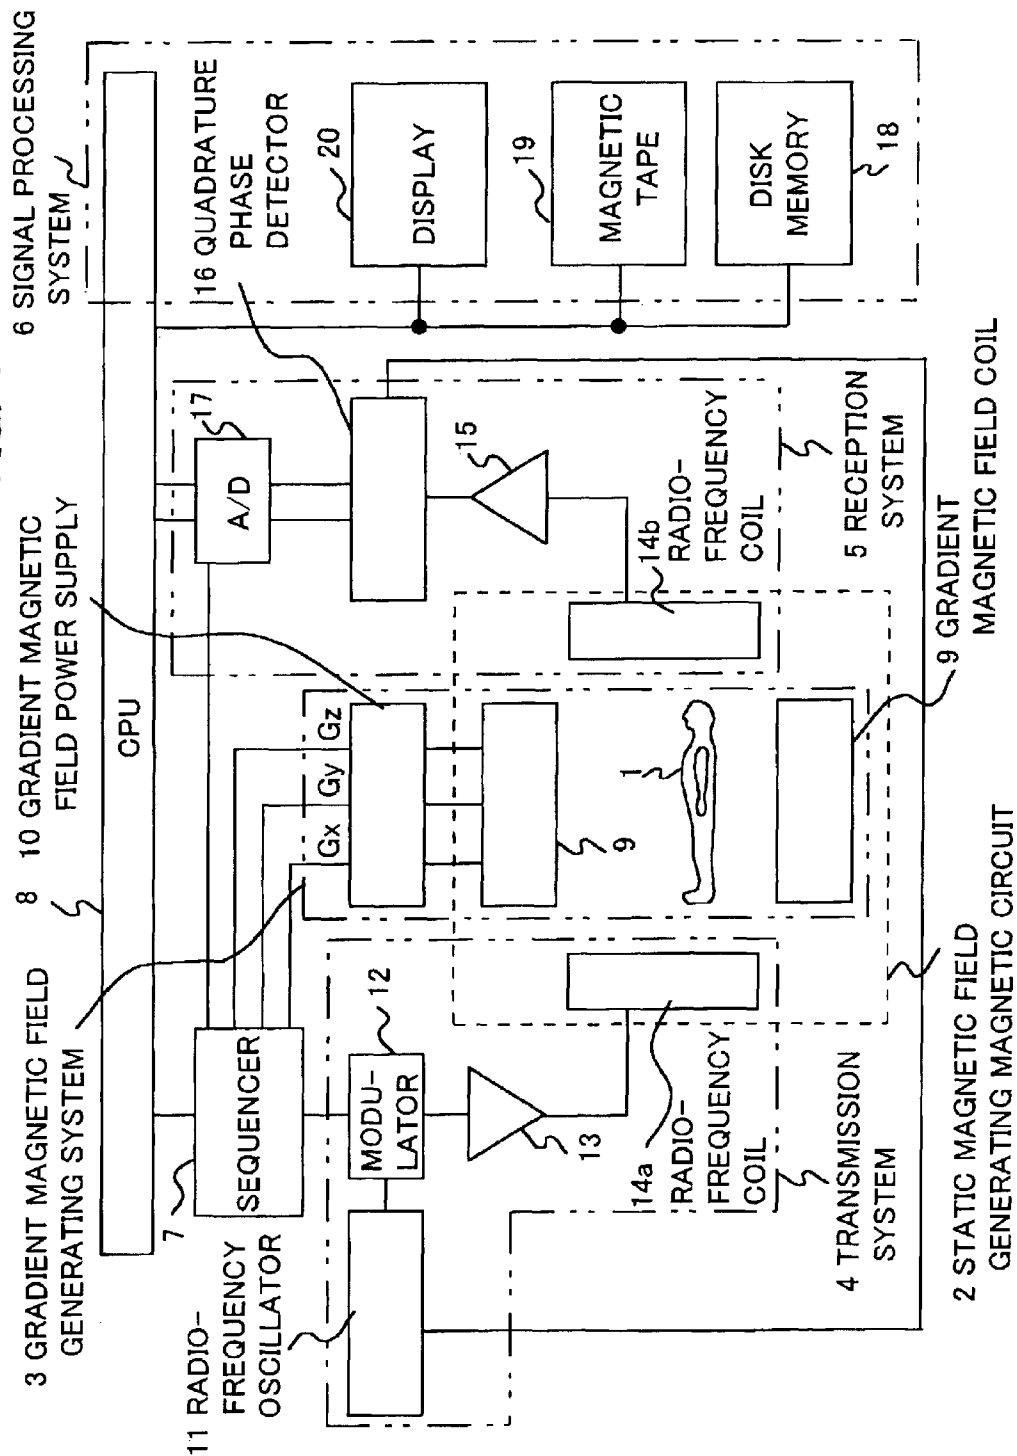 3 GRADIENT MAGNETIC FIELD
GENERATING SYSTEM
8
10 GRADIENT MAGNETIC
FIELD POWER SUPPLY
6 SIGNAL PROCESSING
SYSTEM
CPU
7
SEQUENCER
11 RADIO-
FREQUENCY
OSCILLATOR
MODU-
LATOR
12
13
14a
RADIO-
FREQUENCY
COIL
4 TRANSMISSION
SYSTEM
2 STATIC MAGNETIC FIELD
GENERATING MAGNETIC CIRCUIT
Gx
Gy
Gz
9
1
9 GRADIENT
MAGNETIC FIELD COIL
A/D
17
16 QUADRATURE
PHASE
DETECTOR
15
14b
RADIO-
FREQUENCY
COIL
5 RECEPTION
SYSTEM
20
DISPLAY
19
MAGNETIC
TAPE
DISK
MEMORY
18